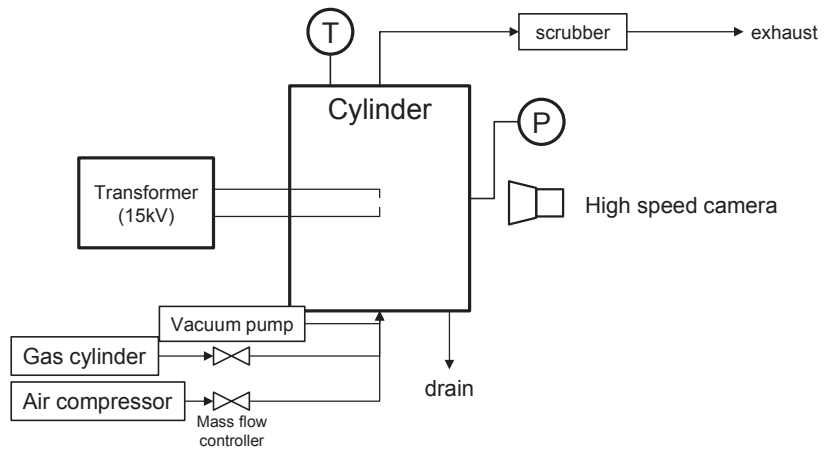 T
scrubber
exhaust
Cylinder
P
Transformer
(15kV)
High speed camera
Vacuum pump
Gas cylinder
Air compressor
drain
Mass flow
controller